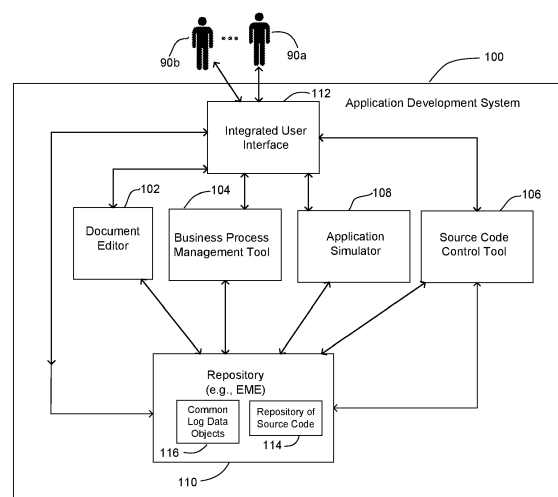 90b
90a
100
112
Application Development System
Integrated User
Interface
102
104
108
106
Document
Editor
Business Process
Management Tool
Application
Simulator
Source Code
Control Tool
Repository
(e.g., EME)
Common
Log Data
Objects
Repository of
Source Code
116
114
110